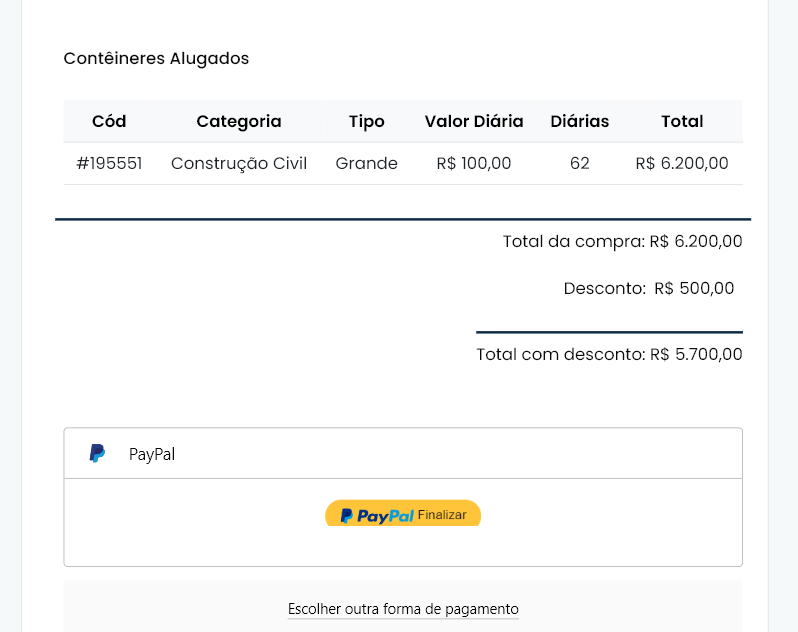 Contêineres Alugados
Cód Categoria Tipo Valor Diária Diárias Total
#195551 Construção Civil Grande R$ 100,00 62 R$ 6.200,00
Total da compra: R$ 6.200,00
Desconto: R$ 500,00
Total com desconto: R$ 5.700,00
PayPal
PayPal Finalizar
Escolher outra forma de pagamento